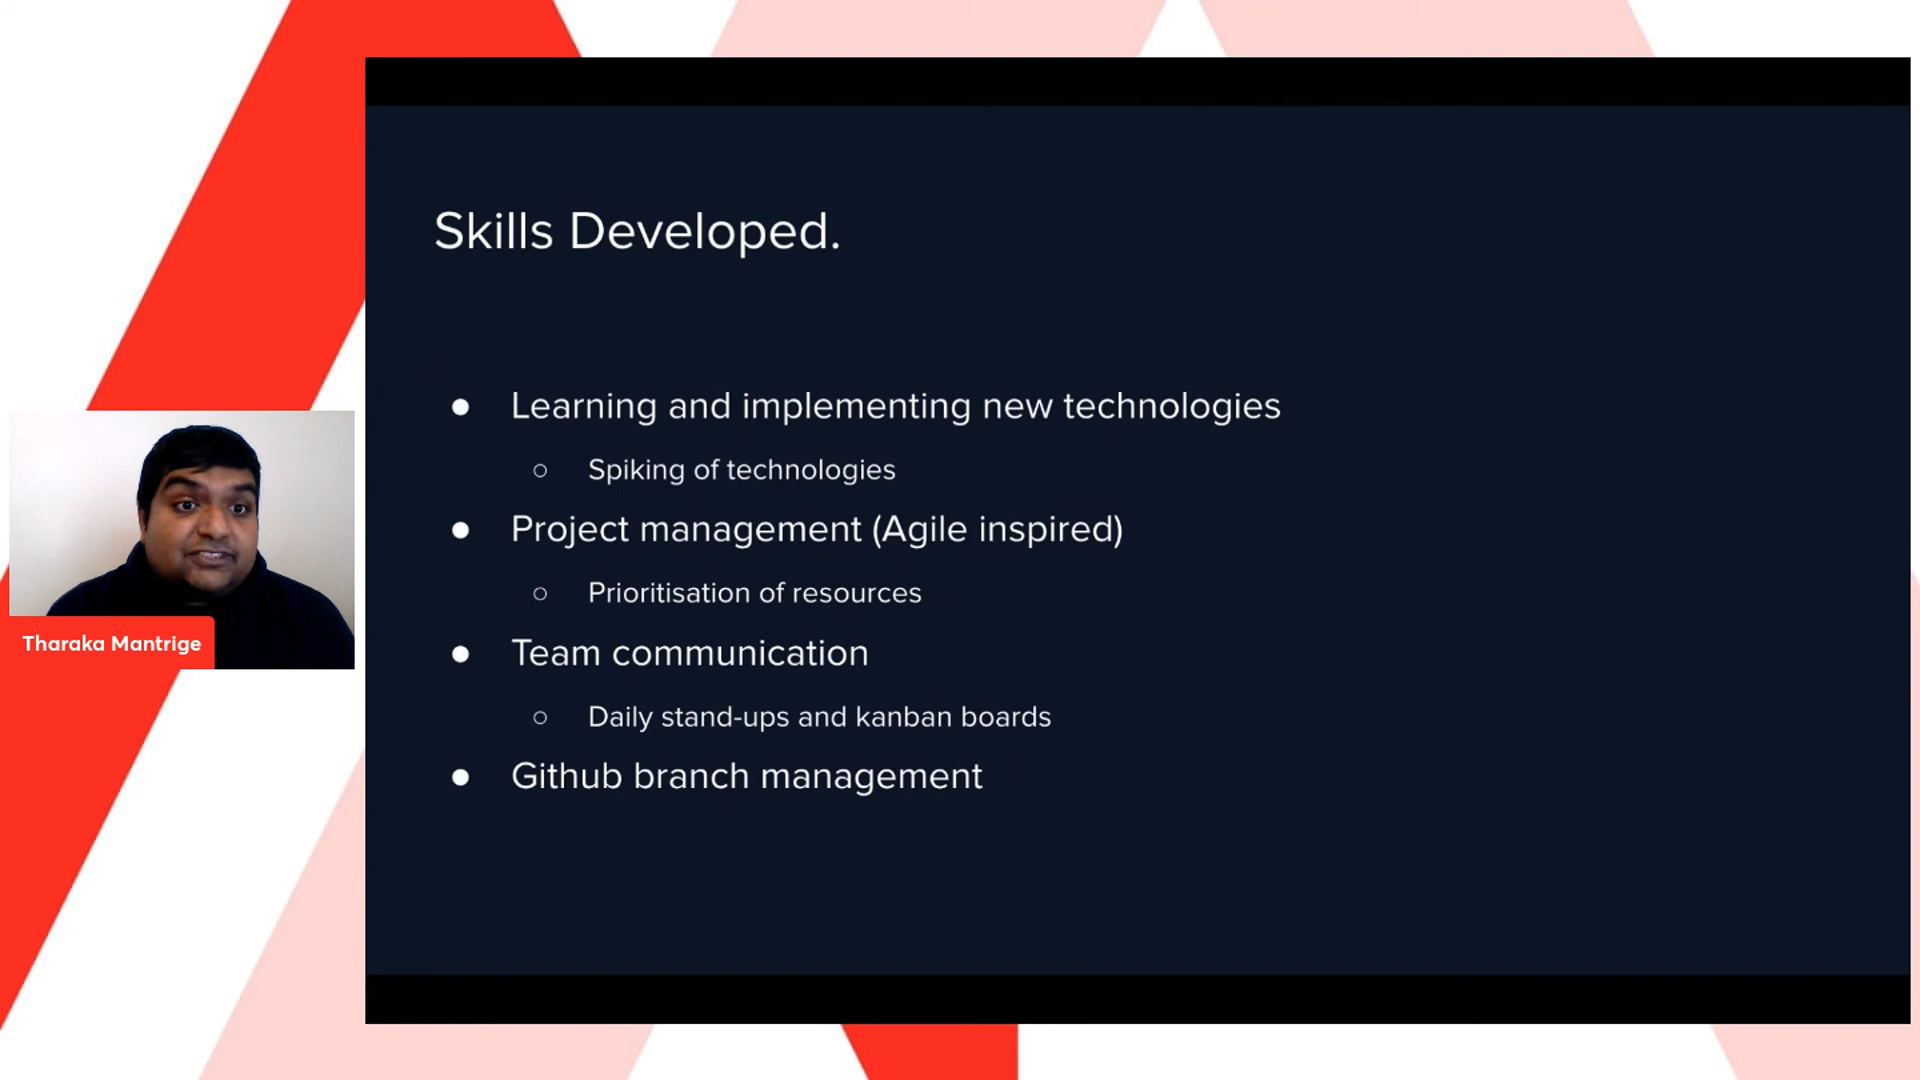 Skills Developed.
● Learning and implementing new technologies
○ Spiking of technologies
● Project management (Agile inspired)
○ Prioritisation of resources
● Team communication
○ Daily stand-ups and kanban boards
● Github branch management
Tharaka Mantrige